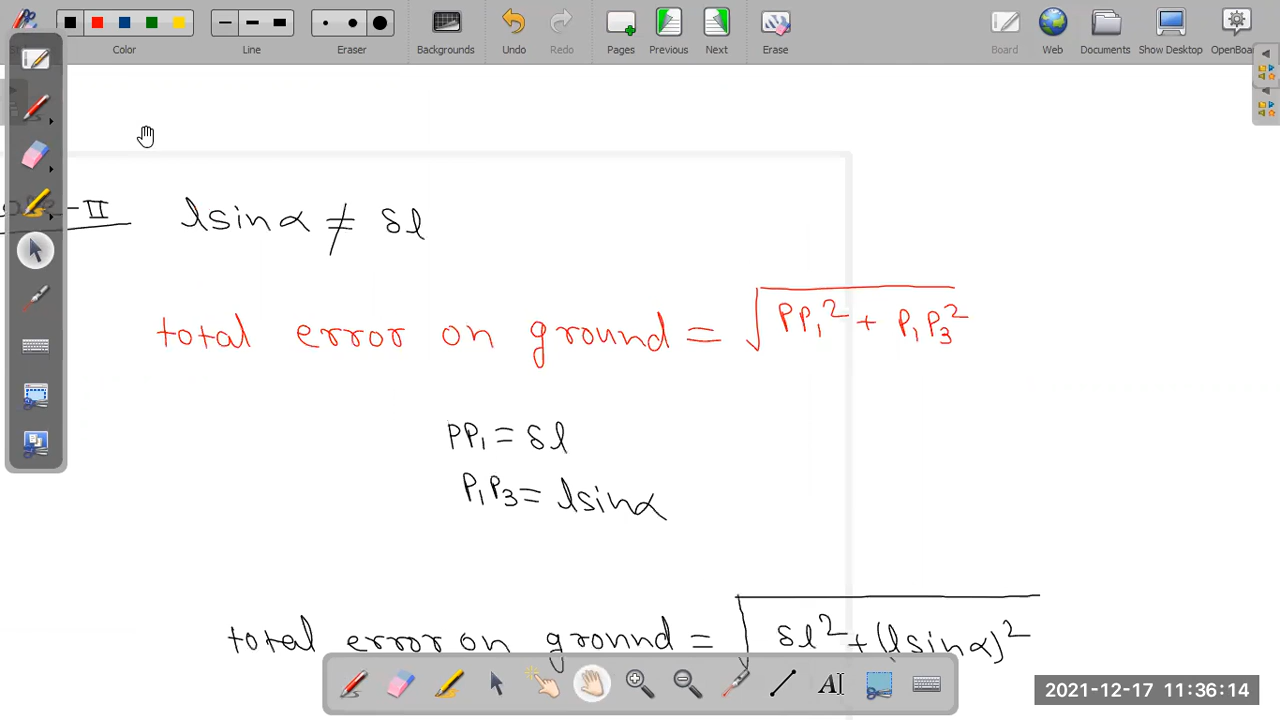 Color Line Eraser Backgrounds Undo Redo Pages Previous Next Erase Board Web Documents Show Desktop OpenBoard
-II lsinα ≠ δl
total error on ground = √(PP₁² + P₁P₃²)
PP₁ = δl
P₁P₃ = lsinα
total error on ground = √(δl² + (lsinα)²)
2021-12-17 11:36:14